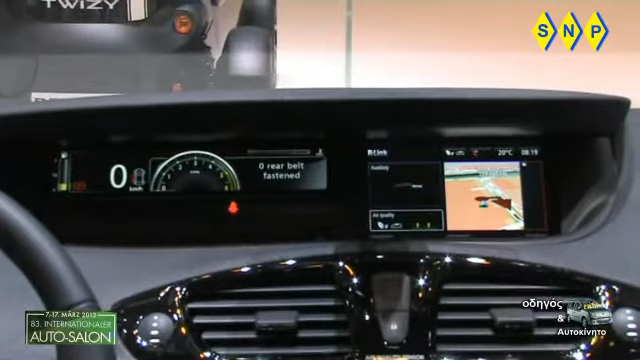 TWIZY
S N P
0
km/h
0 rear belt
fastened
R-Link
20°C 08:19
Air quality
7-17. MÄRZ 2013
83. INTERNATIONALER
AUTO-SALON
οδηγός
&
Αυτοκίνητο